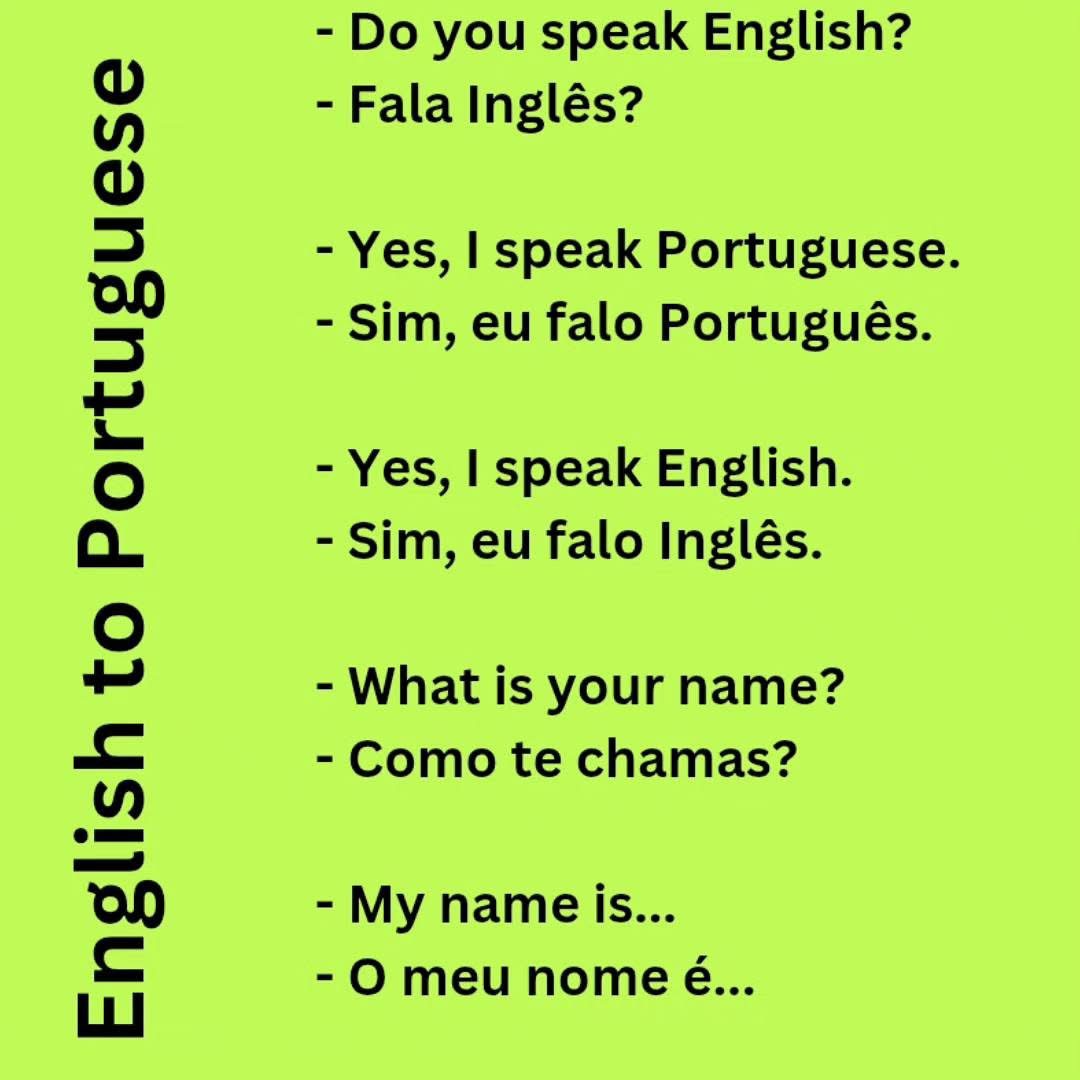 English to Portuguese
- Do you speak English?
- Fala Inglês?
- Yes, I speak Portuguese.
- Sim, eu falo Português.
- Yes, I speak English.
- Sim, eu falo Inglês.
- What is your name?
- Como te chamas?
- My name is...
- O meu nome é...